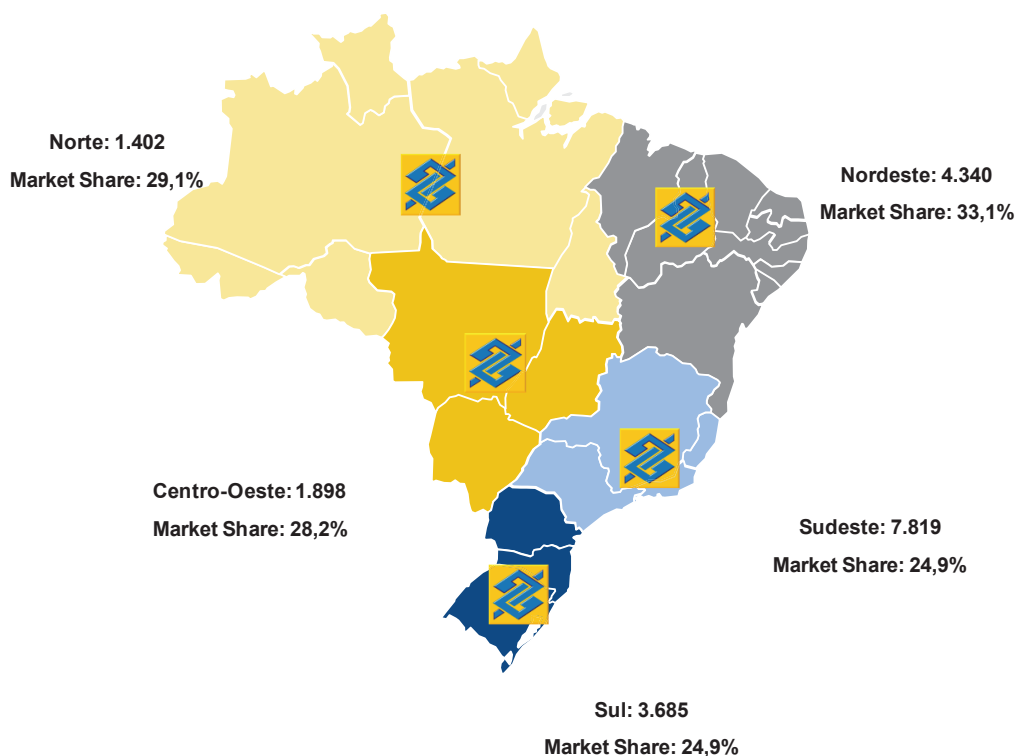 Norte: 1.402
Market Share: 29,1%
Nordeste: 4.340
Market Share: 33,1%
Centro-Oeste: 1.898
Market Share: 28,2%
Sudeste: 7.819
Market Share: 24,9%
Sul: 3.685
Market Share: 24,9%